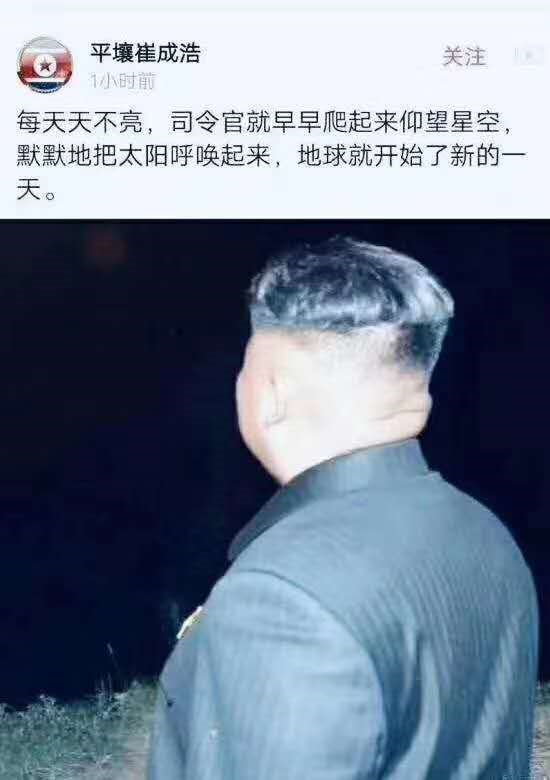 平壤崔成浩
关注
1小时前
每天天不亮，司令官就早早爬起来仰望星空，
默默地把太阳呼唤起来，地球就开始了新的一
天。